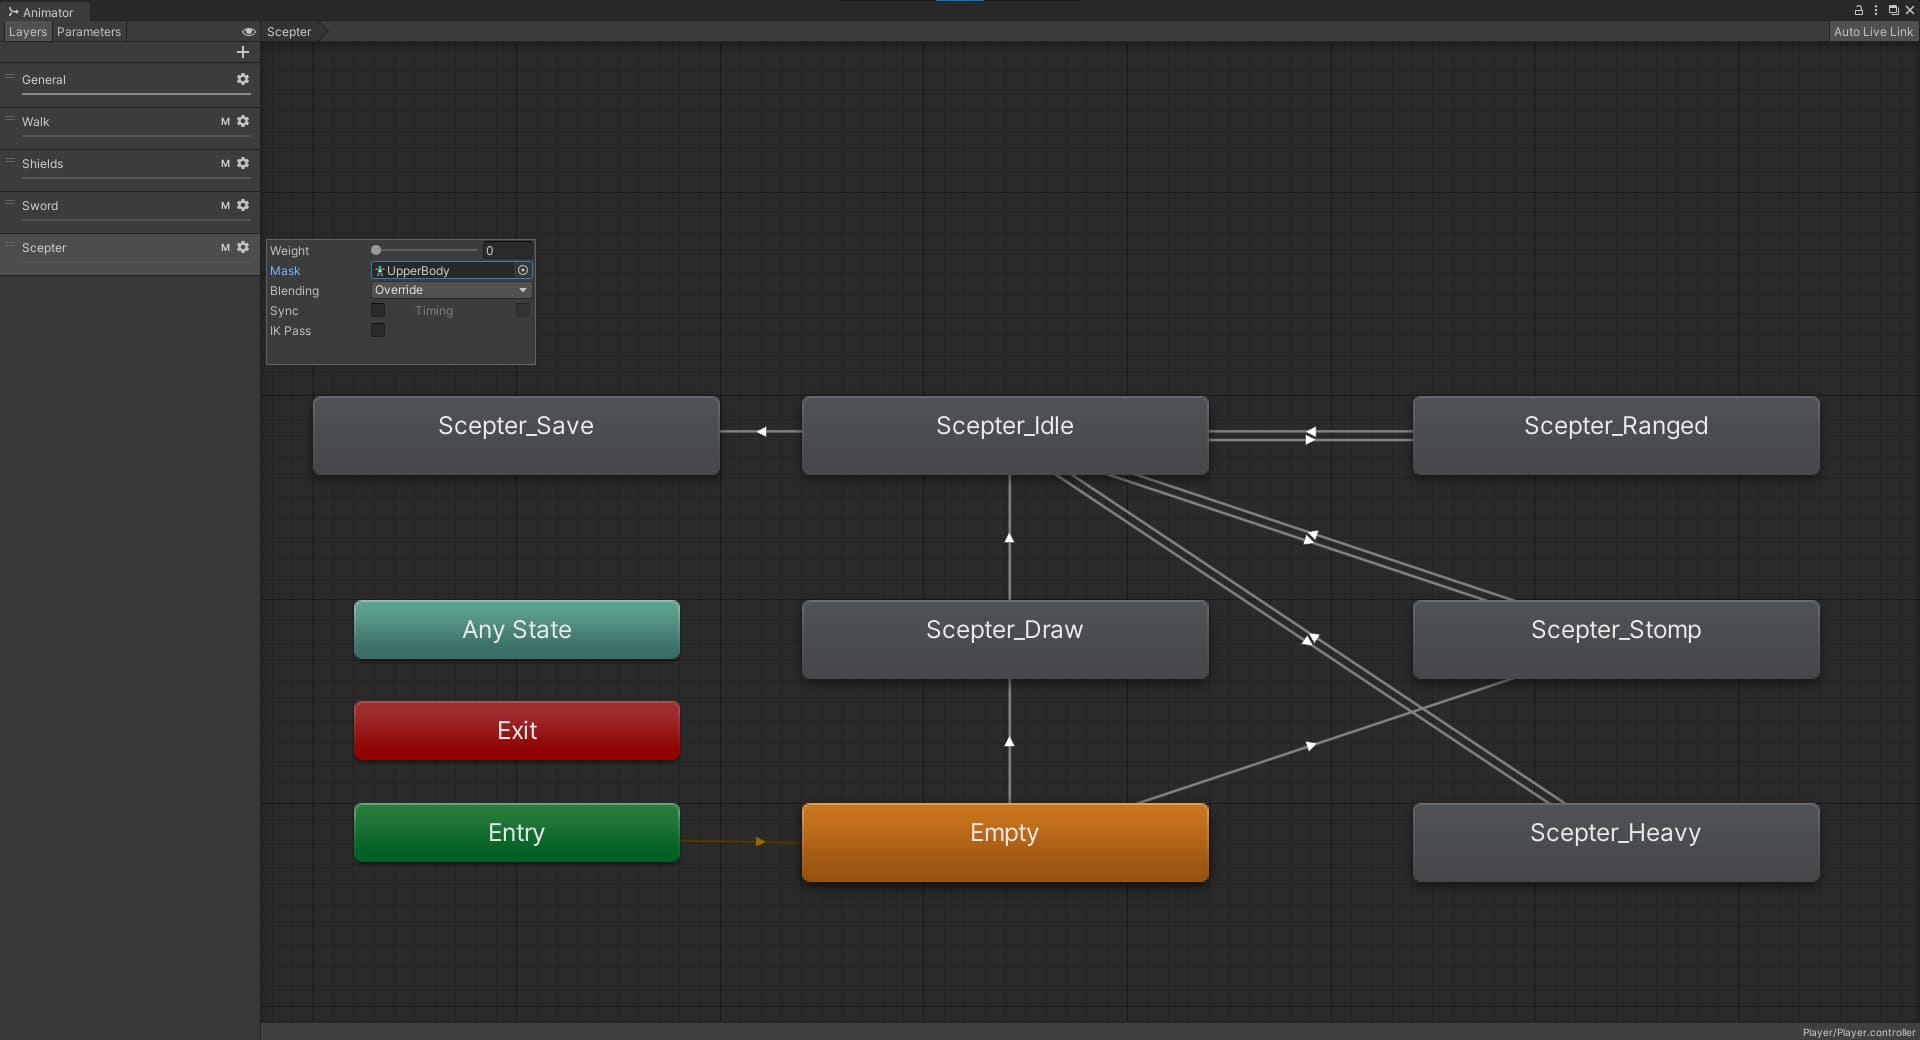 Animator
Layers Parameters
Scepter
Auto Live Link
General
Walk M
Shields M
Sword M
Scepter M
Weight 0
Mask UpperBody
Blending Override
Sync Timing
IK Pass
Scepter_Save
Scepter_Idle
Scepter_Ranged
Any State
Scepter_Draw
Scepter_Stomp
Exit
Entry
Empty
Scepter_Heavy
Player/Player.controller